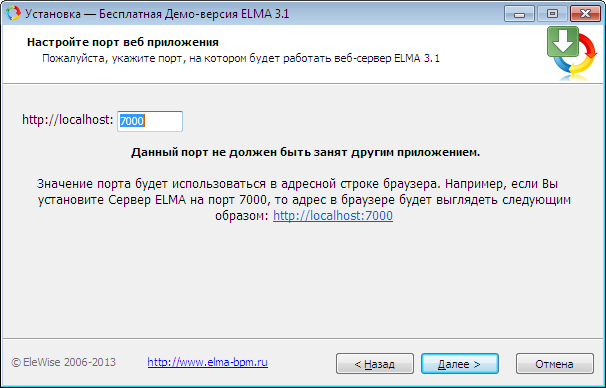 Установка — Бесплатная Демо-версия ELMA 3.1
Настройте порт веб приложения
Пожалуйста, укажите порт, на котором будет работать веб-сервер ELMA 3.1
http://localhost: 7000
Данный порт не должен быть занят другим приложением.
Значение порта будет использоваться в адресной строке браузера. Например, если Вы
установите Сервер ELMA на порт 7000, то адрес в браузере будет выглядеть следующим
образом: http://localhost:7000
© EleWise 2006-2013 http://www.elma-bpm.ru < Назад Далее > Отмена